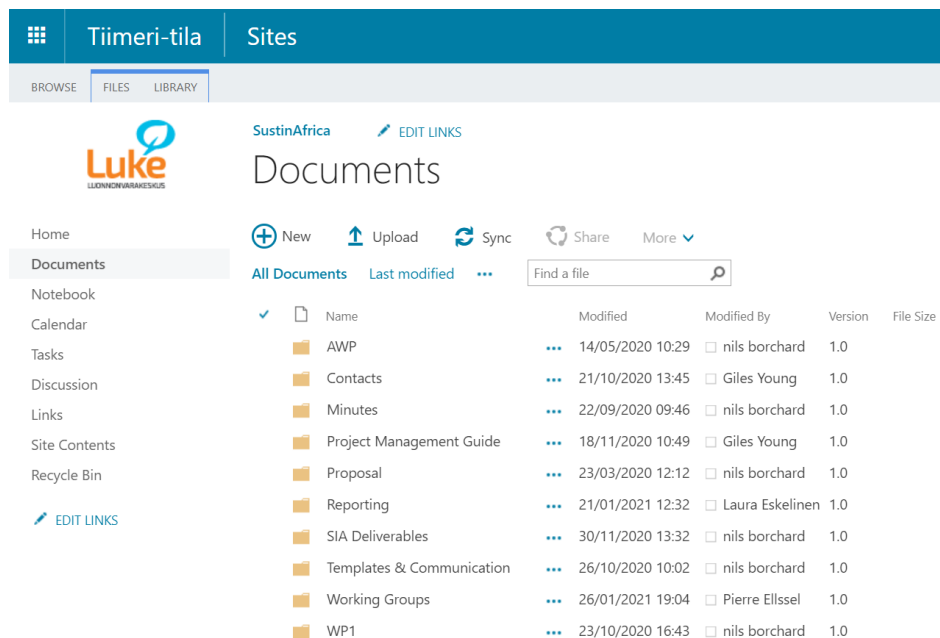 Tiimeri-tila Sites
BROWSE FILES LIBRARY
Luke
LUONNONVARAKESKUS
SustinAfrica EDIT LINKS
Documents
Home
Documents
Notebook
Calendar
Tasks
Discussion
Links
Site Contents
Recycle Bin
EDIT LINKS
New Upload Sync Share More
All Documents Last modified ••• Find a file
Name Modified Modified By Version File Size
AWP ••• 14/05/2020 10:29 nils borchard 1.0
Contacts ••• 21/10/2020 13:45 Giles Young 1.0
Minutes ••• 22/09/2020 09:46 nils borchard 1.0
Project Management Guide ••• 18/11/2020 10:49 Giles Young 1.0
Proposal ••• 23/03/2020 12:12 nils borchard 1.0
Reporting ••• 21/01/2021 12:32 Laura Eskelinen 1.0
SIA Deliverables ••• 30/11/2020 13:32 nils borchard 1.0
Templates & Communication ••• 26/10/2020 10:02 nils borchard 1.0
Working Groups ••• 26/01/2021 19:04 Pierre Ellssel 1.0
WP1 ••• 23/10/2020 16:43 nils borchard 1.0